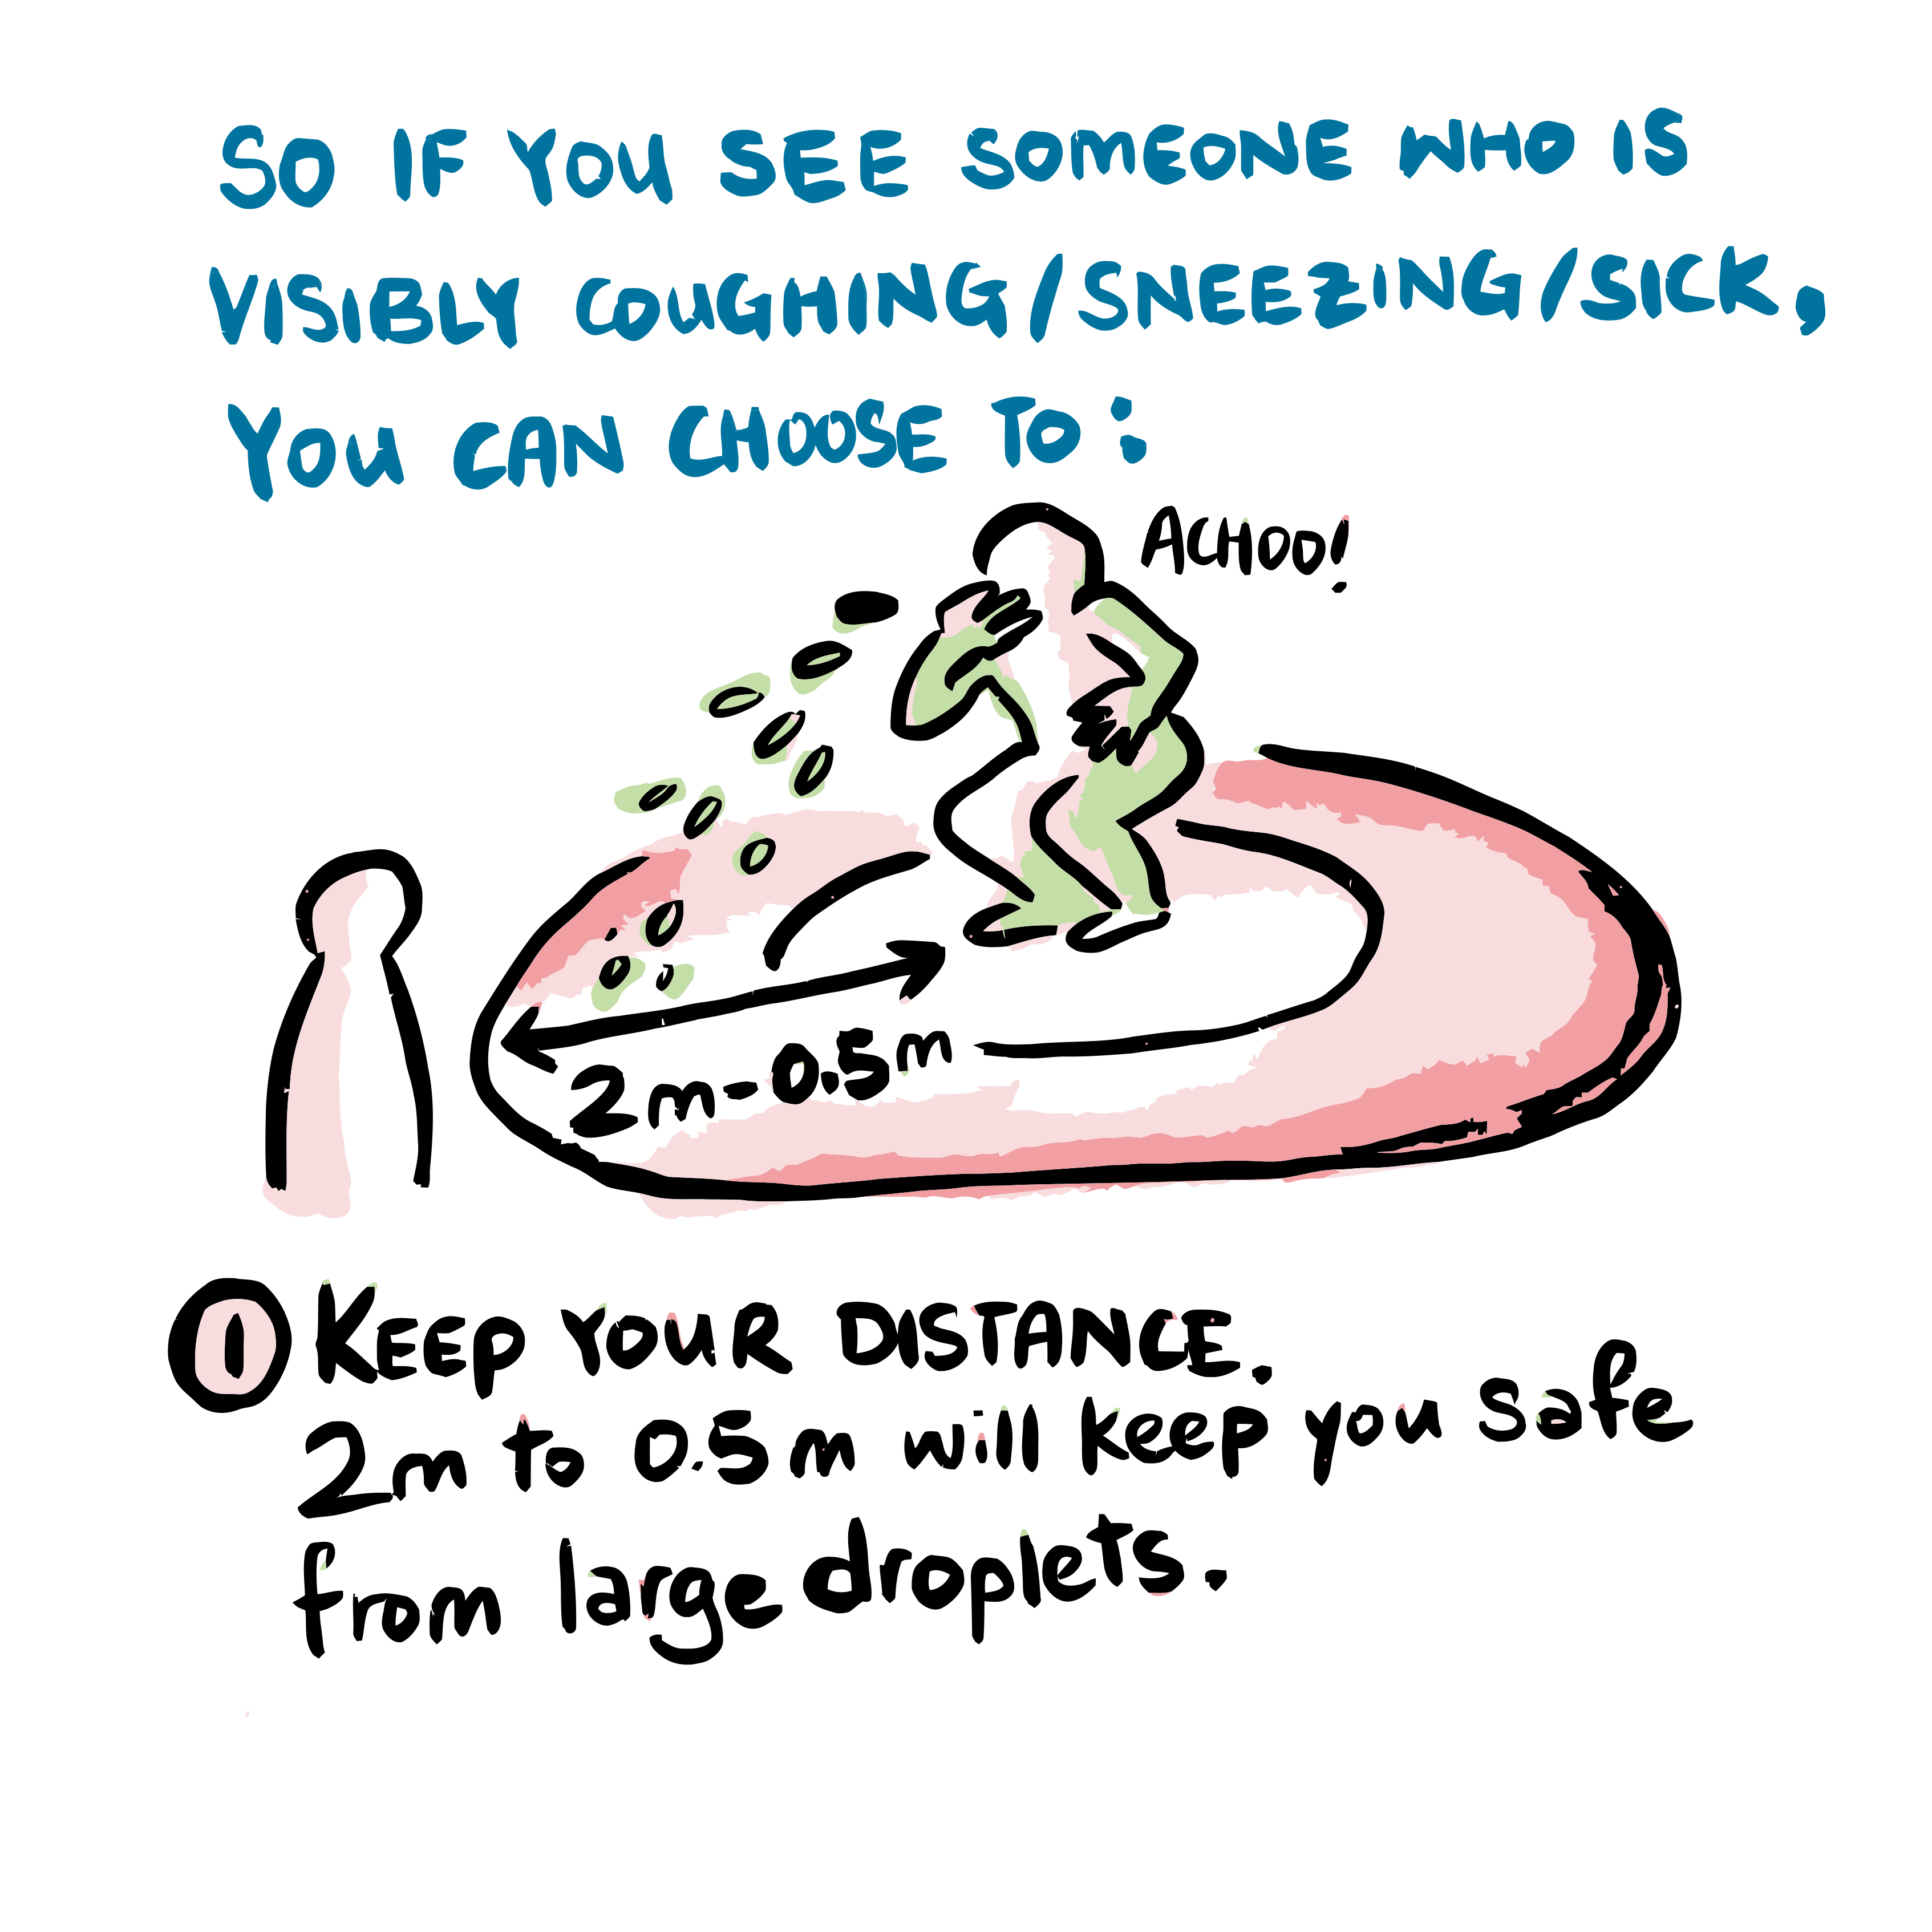 SO IF YOU SEE SOMEONE WHO IS
VISIBLY COUGHING/SNEEZING/SICK,
YOU CAN CHOOSE TO:
ACHOO!
2m-0.5m
1 KEEP YOUR DISTANCE.
2m to 0.5m will keep you safe
from large droplets.